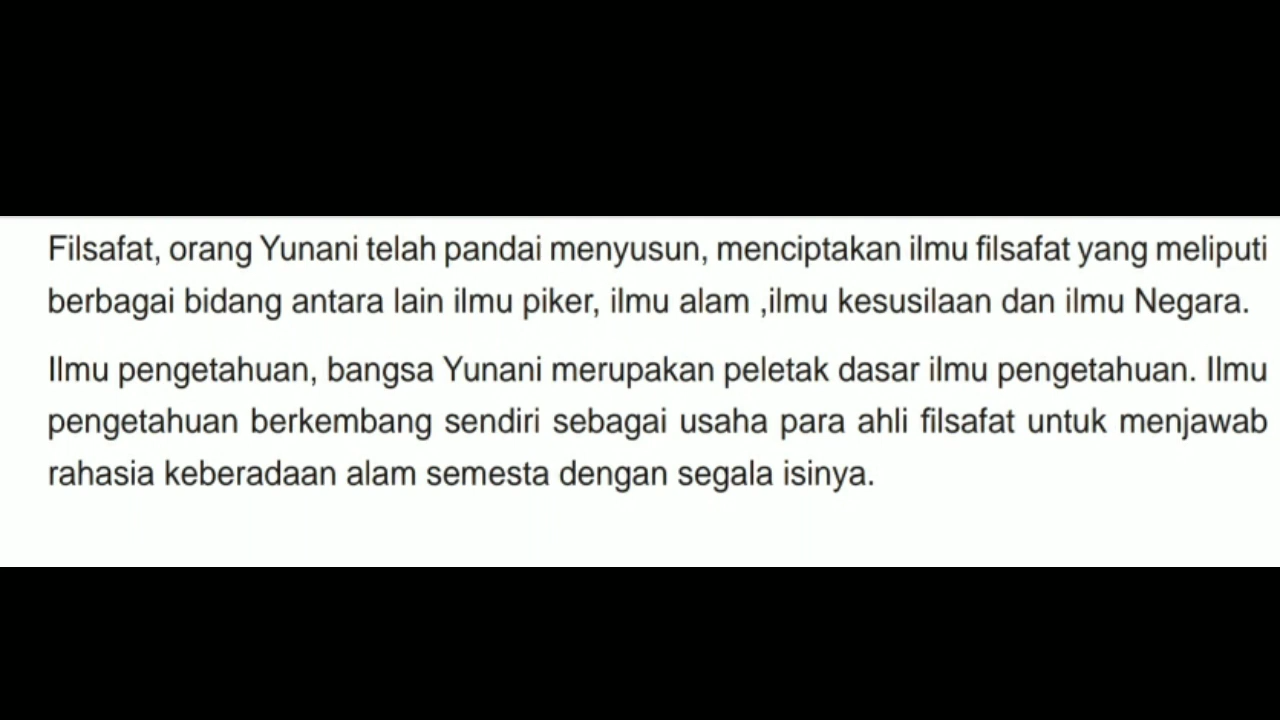 Filsafat, orang Yunani telah pandai menyusun, menciptakan ilmu filsafat yang meliputi
berbagai bidang antara lain ilmu piker, ilmu alam ,ilmu kesusilaan dan ilmu Negara.
Ilmu pengetahuan, bangsa Yunani merupakan peletak dasar ilmu pengetahuan. Ilmu
pengetahuan berkembang sendiri sebagai usaha para ahli filsafat untuk menjawab
rahasia keberadaan alam semesta dengan segala isinya.